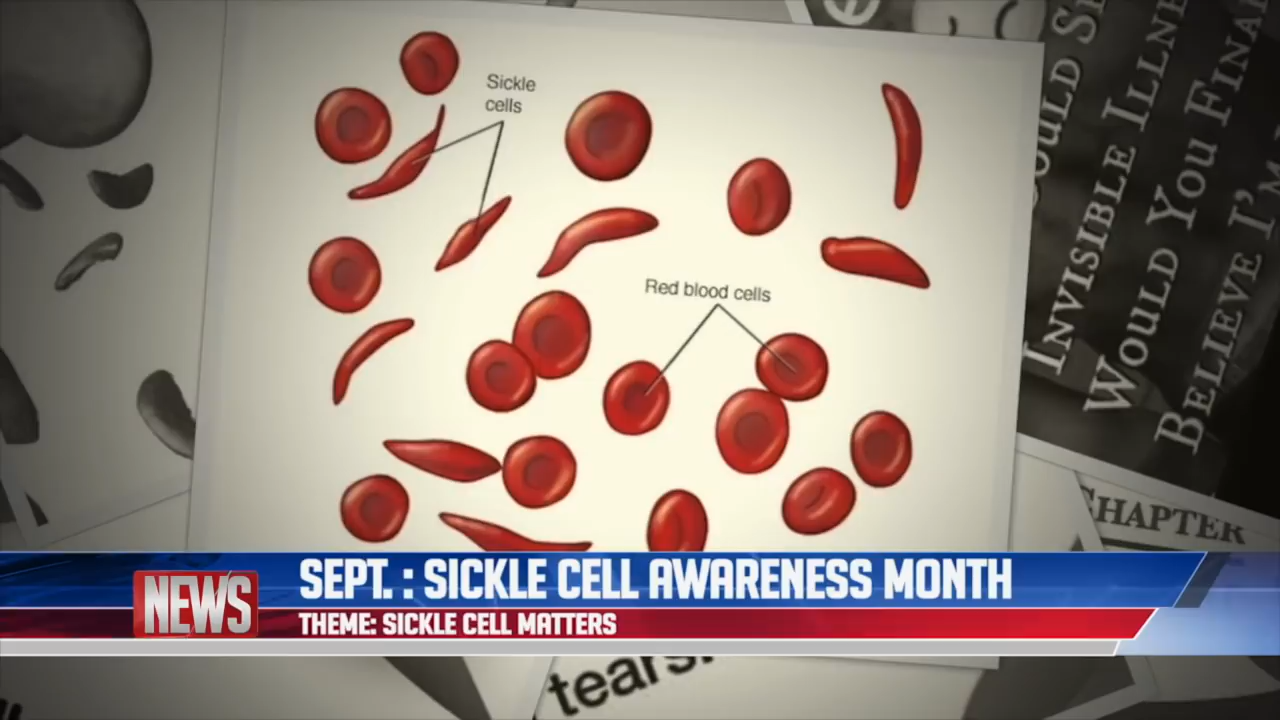 Sickle
cells
Red blood cells
INVISIBLE ILLNE
WOULD YOU FINAL
BELIEVE I'
CHAPTER
NEWS
SEPT. : SICKLE CELL AWARENESS MONTH
THEME: SICKLE CELL MATTERS
tears.